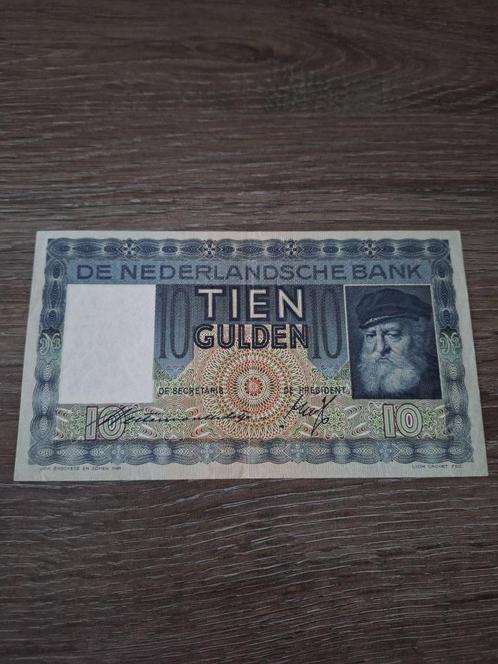 DE NEDERLANDSCHE BANK
10 TIEN 10
GULDEN
DE SECRETARIS DE PRESIDENT
10 10
JOH. ENSCHEDÉ EN ZONEN IMP. LION CACHET FEC.